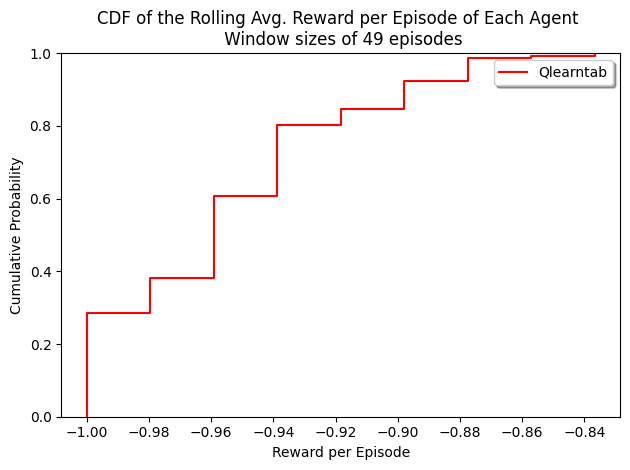 CDF of the Rolling Avg. Reward per Episode of Each Agent
Window sizes of 49 episodes
Qlearntab
Cumulative Probability
1.0
0.8
0.6
0.4
0.2
0.0
−1.00 −0.98 −0.96 −0.94 −0.92 −0.90 −0.88 −0.86 −0.84
Reward per Episode